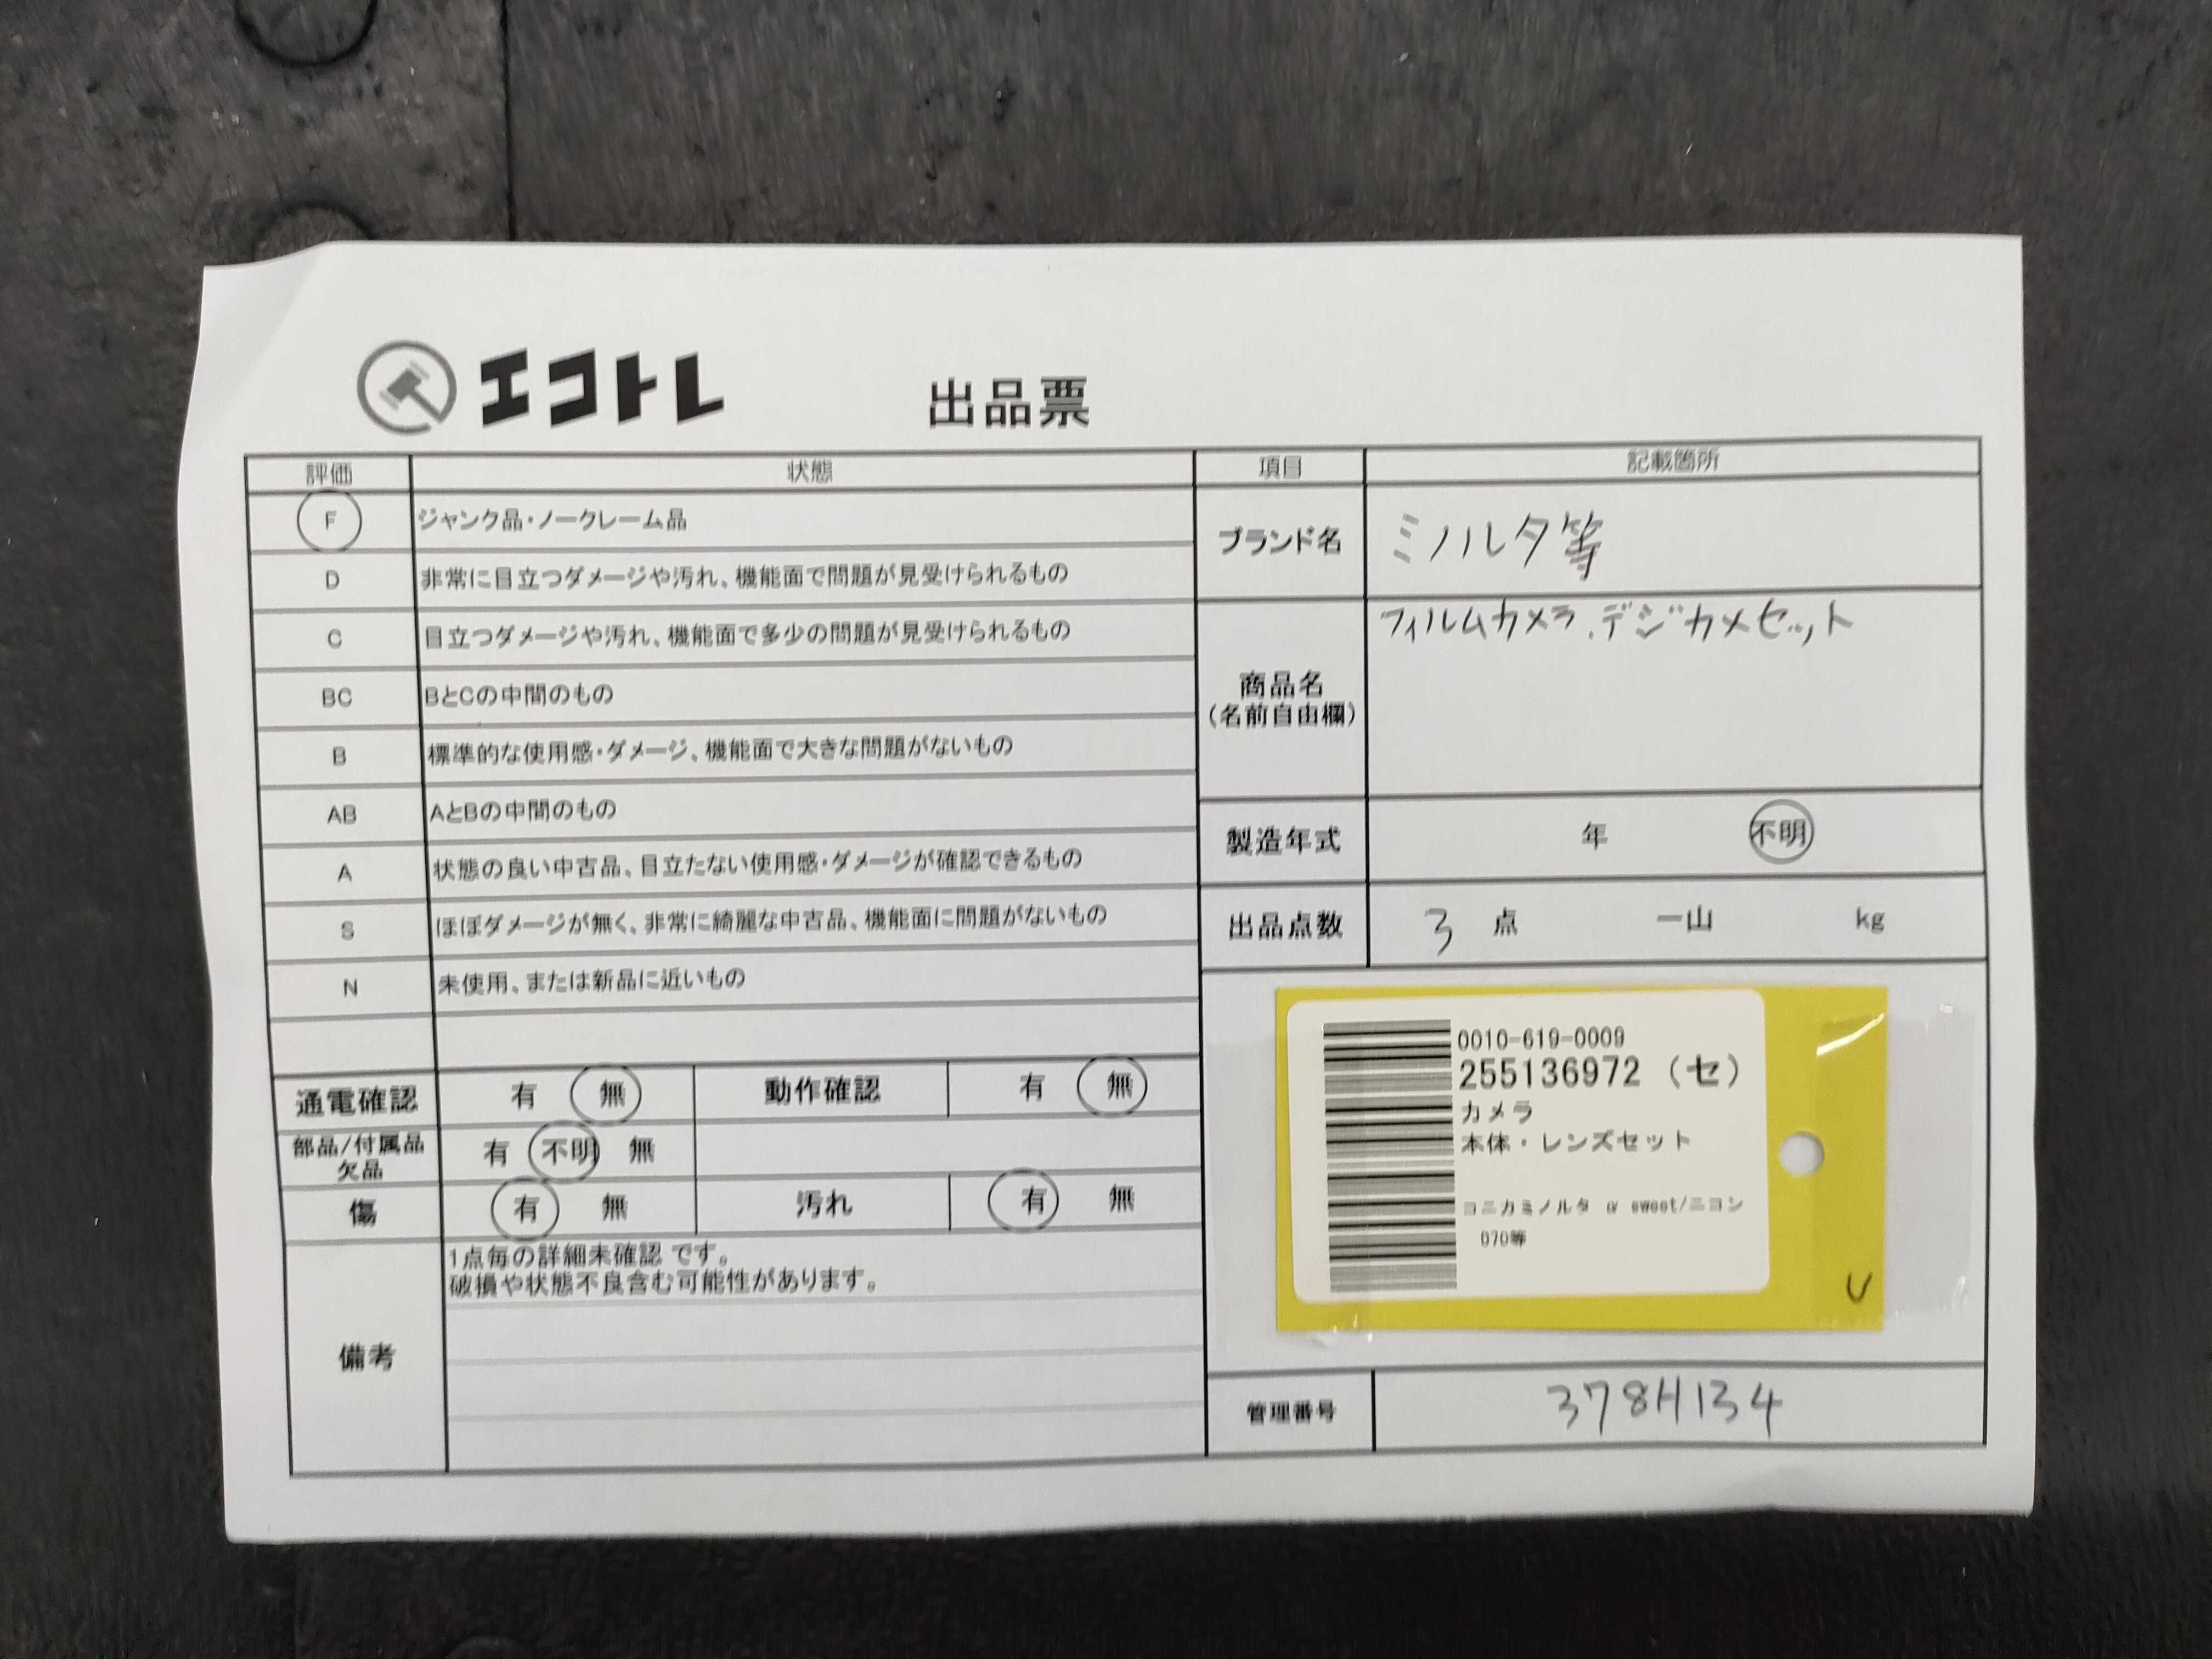 エコトレ 出品票
評価 状態 項目 記載箇所
F ジャンク品・ノークレーム品
D 非常に目立つダメージや汚れ、機能面で問題が見受けられるもの
C 目立つダメージや汚れ、機能面で多少の問題が見受けられるもの
BC BとCの中間のもの
B 標準的な使用感・ダメージ、機能面で大きな問題がないもの
AB AとBの中間のもの
A 状態の良い中古品、目立たない使用感・ダメージが確認できるもの
S ほぼダメージが無く、非常に綺麗な中古品、機能面に問題がないもの
N 未使用、または新品に近いもの
通電確認 有 無 動作確認 有 無
部品/付属品
欠品 有 不明 無
傷 有 無 汚れ 有 無
備考
1点毎の詳細未確認 です。
破損や状態不良含む可能性があります。
ブランド名 ミノルタ等
商品名
(名前自由欄)
フィルムカメラ、デジカメセット
製造年式 年 不明
出品点数 3 点 一山 kg
0010-619-0009
255136972 (セ)
カメラ
本体・レンズセット
コニカミノルタ α sweet/ニコン
D70等
管理番号 378H134